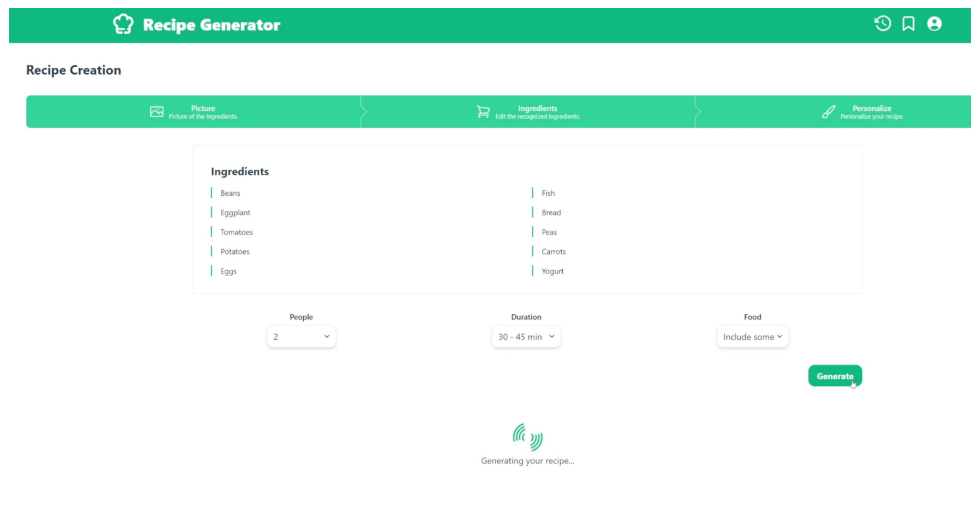 Recipe Generator
Recipe Creation
Picture
Picture of the ingredients.
Ingredients
Edit the recognized ingredients.
Personalize
Personalize your recipe.
Ingredients
Beans
Eggplant
Tomatoes
Potatoes
Eggs
Fish
Bread
Peas
Carrots
Yogurt
People
2
Duration
30 - 45 min
Food
Include some
Generate
Generating your recipe...